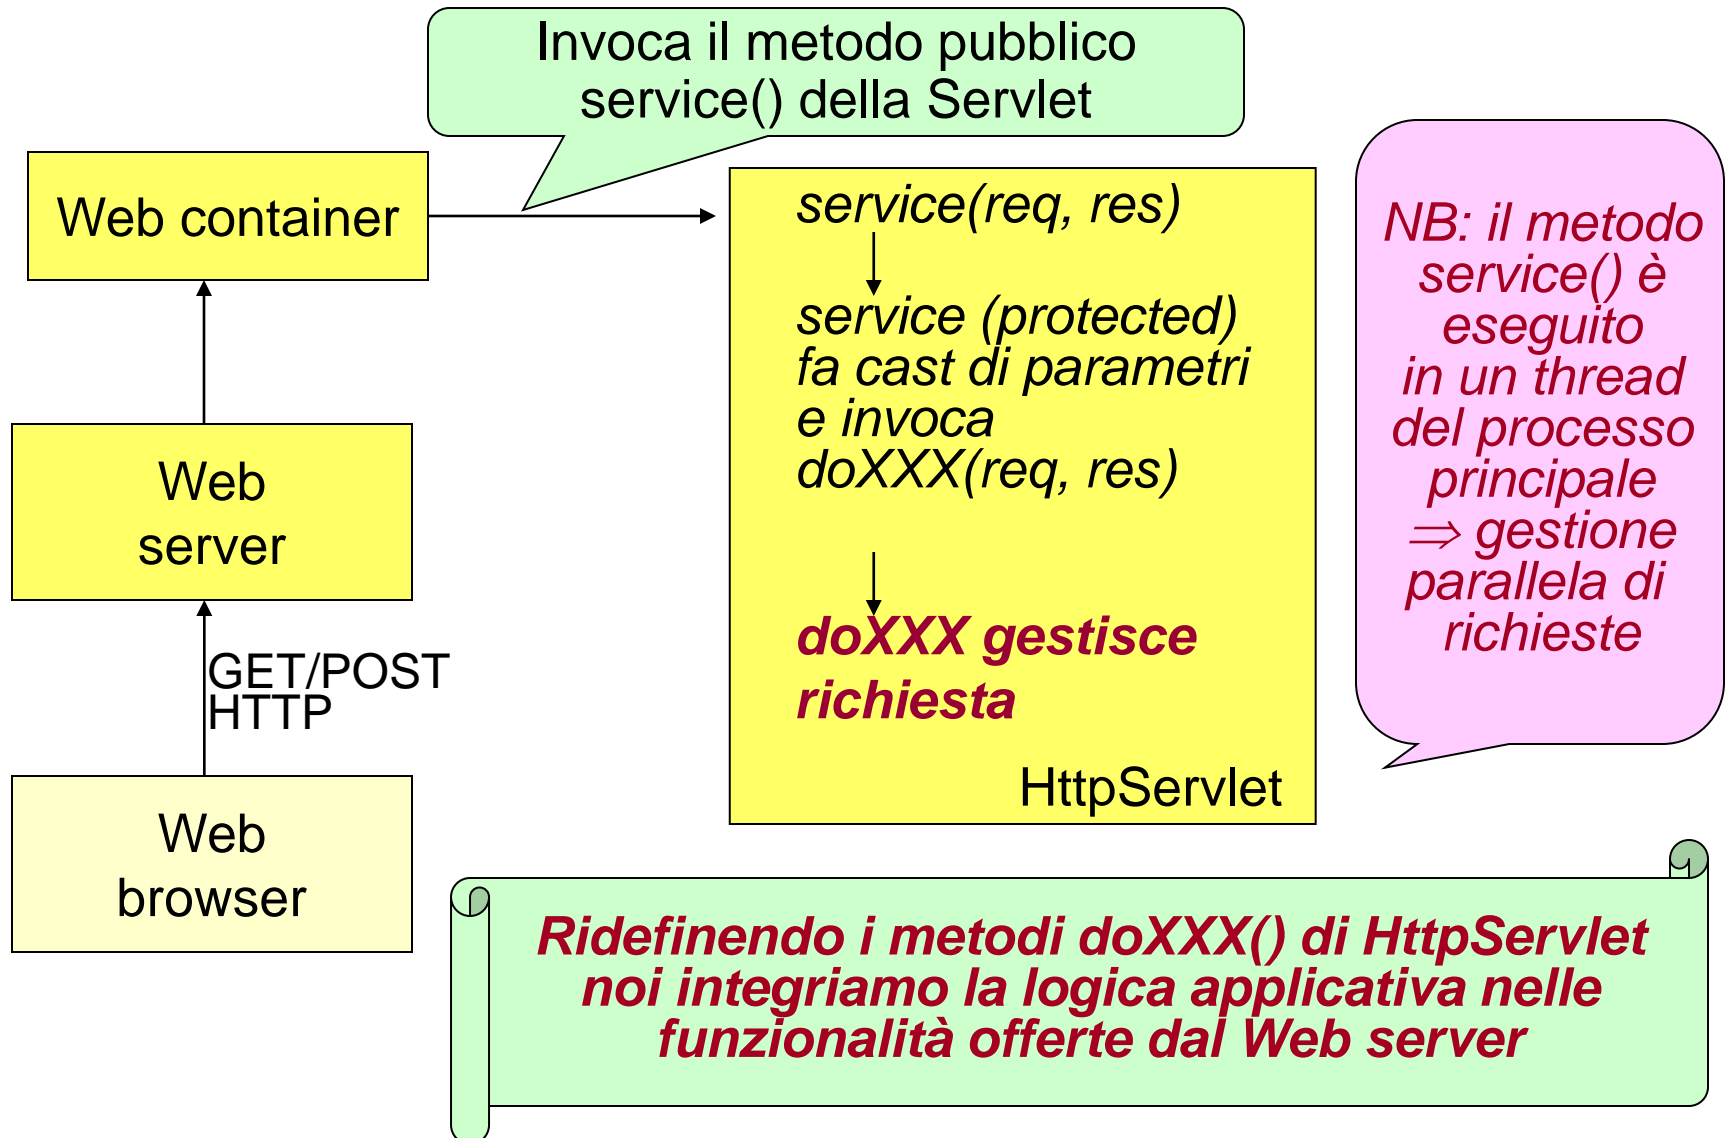 Invoca il metodo pubblico
service() della Servlet
Web container
service(req, res)
service (protected)
fa cast di parametri
e invoca
doXXX(req, res)
doXXX gestisce
richiesta
HttpServlet
NB: il metodo
service() è
eseguito
in un thread
del processo
principale
⇒ gestione
parallela di
richieste
Web
server
GET/POST
HTTP
Web
browser
Ridefinendo i metodi doXXX() di HttpServlet
noi integriamo la logica applicativa nelle
funzionalità offerte dal Web server